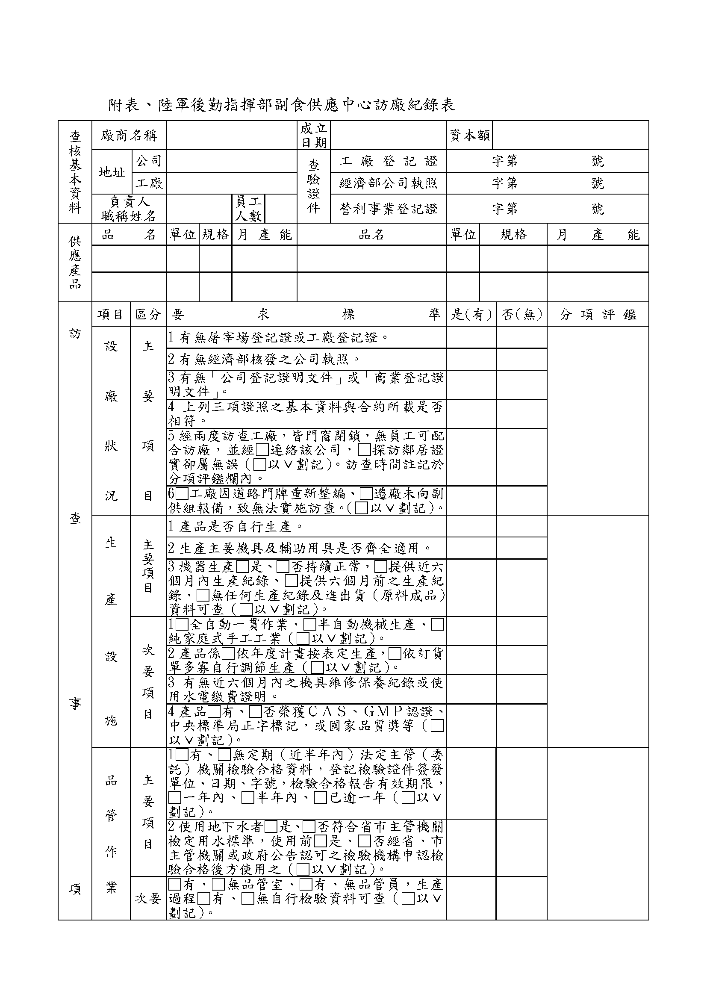 附表、陸軍後勤指揮部副食供應中心訪廠紀錄表
查核基本資料
廠商名稱
成立
日期
資本額
地址
公司
工廠
查驗證件
工廠登記證 字第 號
經濟部公司執照 字第 號
營利事業登記證 字第 號
負責人
職稱姓名
員工
人數
供應產品
品 名 單位 規格 月產能 品名 單位 規格 月產能
訪查事項
項目 區分 要求標準 是(有) 否(無) 分項評鑑
設廠狀況
主要項目
1有無屠宰場登記證或工廠登記證。
2有無經濟部核發之公司執照。
3有無「公司登記證明文件」或「商業登記證
明文件」。
4 上列三項證照之基本資料與合約所載是否
相符。
5經兩度訪查工廠，皆門窗閉鎖，無員工可配
合訪廠，並經□連絡該公司，□探訪鄰居證
實卻屬無誤（□以∨劃記）。訪查時間註記於
分項評鑑欄內。
6□工廠因道路門牌重新整編、□遷廠未向副
供組報備，致無法實施訪查。（□以∨劃記）。
生產設施
主要項目
1產品是否自行生產。
2生產主要機具及輔助用具是否齊全適用。
3機器生產□是、□否持續正常，□提供近六
個月內生產紀錄、□提供六個月前之生產紀
錄、□無任何生產紀錄及進出貨（原料成品）
資料可查（□以∨劃記）。
次要項目
1□全自動一貫作業、□半自動機械生產、□
純家庭式手工工業（□以∨劃記）。
2產品係□依年度計畫按表定生產，□依訂貨
單多寡自行調節生產（□以∨劃記）。
3 有無近六個月內之機具維修保養紀錄或使
用水電繳費證明。
4產品□有、□否榮獲ＣＡＳ、ＧＭＰ認證、
中央標準局正字標記，或國家品質獎等（□
以∨劃記）。
品管作業
主要項目
1□有、□無定期（近半年內）法定主管（委
託）機關檢驗合格資料，登記檢驗證件簽發
單位、日期、字號，檢驗合格報告有效期限，
□一年內、□半年內、□已逾一年（□以∨
劃記）。
2使用地下水者□是、□否符合省市主管機關
檢定用水標準，使用前□是、□否經省、市
主管機關或政府公告認可之檢驗機構申認檢
驗合格後方使用之（□以∨劃記）。
次要
□有、□無品管室、□有、無品管員，生產
過程□有、□無自行檢驗資料可查（□以∨
劃記）。